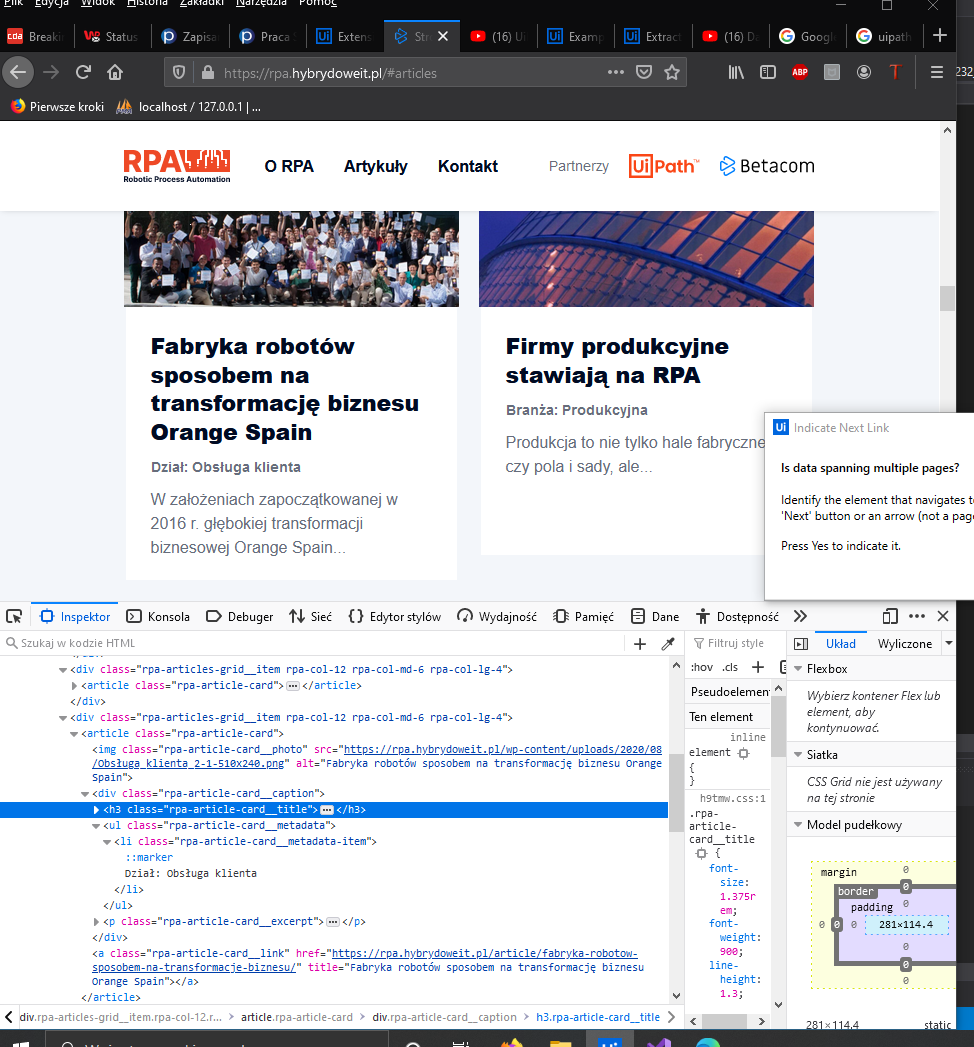 Plik Edycja Widok Historia Zakładki Narzędzia Pomoc
cda Breaki Status Zapisa Praca Ui Extens Str (16) U Ui Examp Ui Extract (16) D Googl uipath
https://rpa.hybrydoweit.pl/#articles ABP T
232,
Pierwsze kroki localhost / 127.0.0.1 | ...
RPA
Robotic Process Automation
O RPA Artykuły Kontakt Partnerzy UiPath™ Betacom
Fabryka robotów
sposobem na
transformację biznesu
Orange Spain
Dział: Obsługa klienta
W założeniach zapoczątkowanej w
2016 r. głębokiej transformacji
biznesowej Orange Spain...
Firmy produkcyjne
stawiają na RPA
Branża: Produkcyjna
Produkcja to nie tylko hale fabryczne
czy pola i sady, ale...
Ui Indicate Next Link
Is data spanning multiple pages?
Identify the element that navigates to
'Next' button or an arrow (not a page
Press Yes to indicate it.
Inspektor Konsola Debuger Sieć Edytor stylów Wydajność Pamięć Dane Dostępność
Szukaj w kodzie HTML
<div class="rpa-articles-grid__item rpa-col-12 rpa-col-md-6 rpa-col-lg-4">
<article class="rpa-article-card">···</article>
</div>
<div class="rpa-articles-grid__item rpa-col-12 rpa-col-md-6 rpa-col-lg-4">
<article class="rpa-article-card">
<img class="rpa-article-card__photo" src="https://rpa.hybrydoweit.pl/wp-content/uploads/2020/08
/Obsługa_klienta_2-1-510x240.png" alt="Fabryka robotów sposobem na transformację biznesu Orange
Spain">
<div class="rpa-article-card__caption">
<h3 class="rpa-article-card__title">···</h3>
<ul class="rpa-article-card__metadata">
<li class="rpa-article-card__metadata-item">
::marker
Dział: Obsługa klienta
</li>
</ul>
<p class="rpa-article-card__excerpt">···</p>
</div>
<a class="rpa-article-card__link" href="https://rpa.hybrydoweit.pl/article/fabryka-robotow-
sposobem-na-transformacje-biznesu/" title="Fabryka robotów sposobem na transformację biznesu
Orange Spain"></a>
</article>
div.rpa-articles-grid__item.rpa-col-12.r... article.rpa-article-card div.rpa-article-card__caption h3.rpa-article-card__title
Filtruj style
:hov .cls +
Pseudoelement
Ten element
inline
element
{
}
h9tmw.css:1
.rpa-
article-
card__title
{
font-
size:
1.375r
em;
font-
weight:
900;
line-
height:
1.3;
Układ Wyliczone
Flexbox
Wybierz kontener Flex lub
element, aby
kontynuować.
Siatka
CSS Grid nie jest używany
na tej stronie
Model pudełkowy
margin 0
border 0
padding 0
0 0 0 281×114.4
0
0
0
281×114.4 static